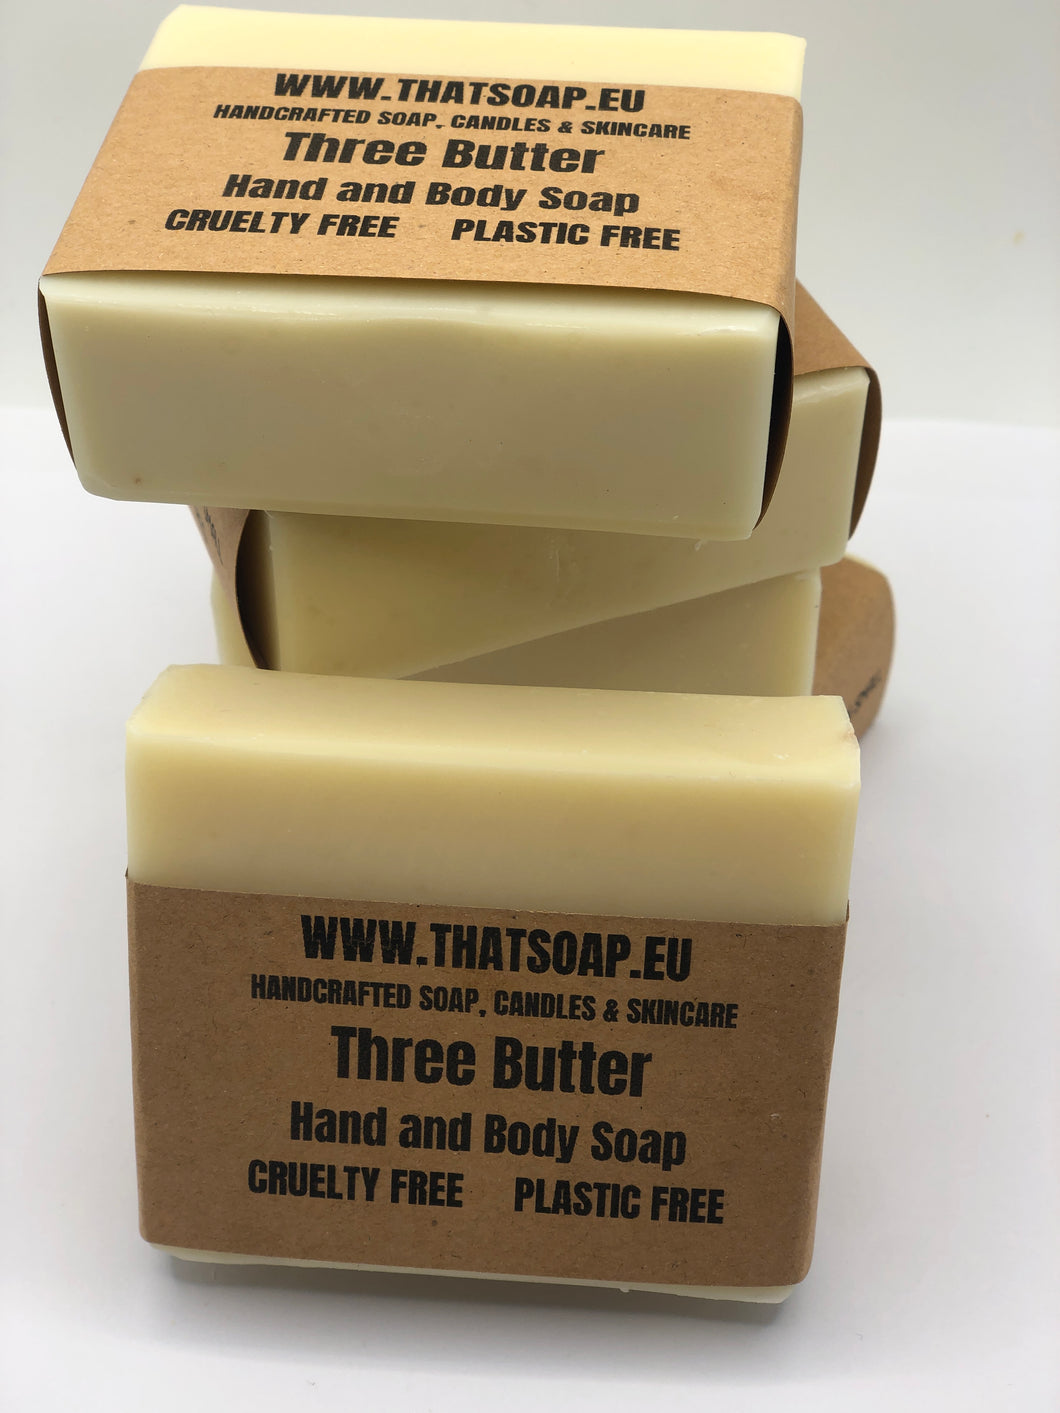 WWW.THATSOAP.EU
HANDCRAFTED SOAP, CANDLES & SKINCARE
Three Butter
Hand and Body Soap
CRUELTY FREE PLASTIC FREE
WWW.THATSOAP.EU
HANDCRAFTED SOAP, CANDLES & SKINCARE
Three Butter
Hand and Body Soap
CRUELTY FREE PLASTIC FREE